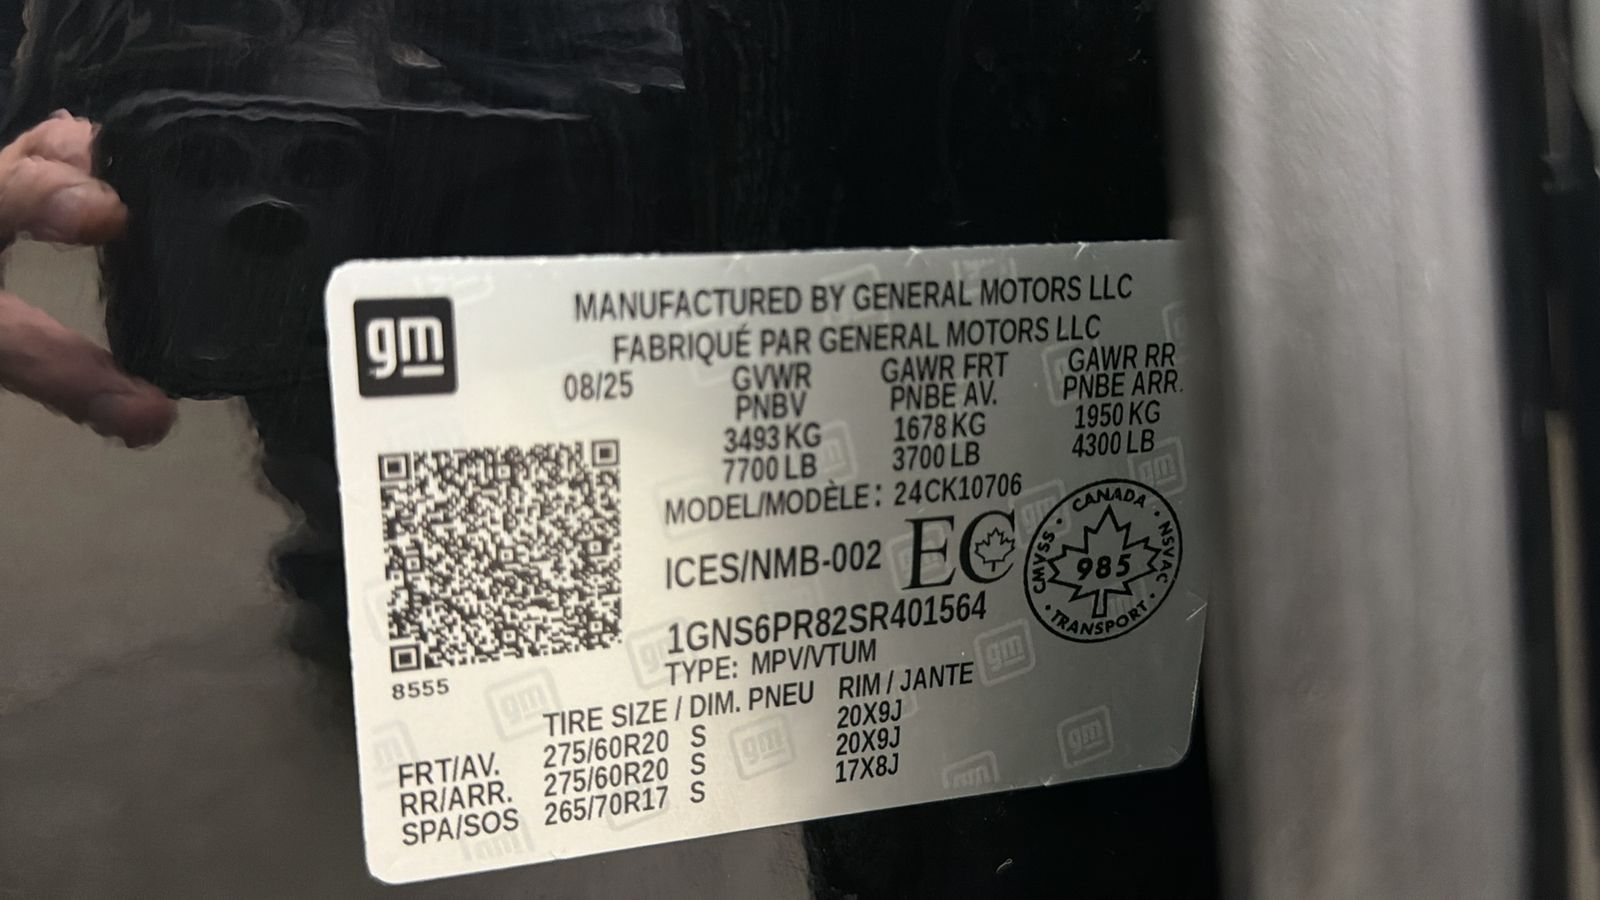 gm
MANUFACTURED BY GENERAL MOTORS LLC
FABRIQUÉ PAR GENERAL MOTORS LLC
08/25
GVWR
PNBV
3493 KG
7700 LB
GAWR FRT
PNBE AV.
1678 KG
3700 LB
GAWR RR
PNBE ARR.
1950 KG
4300 LB
MODEL/MODÈLE: 24CK10706
ICES/NMB-002 EC
CANADA · NSVAC · TRANSPORT · CMVSS ·
985
1GNS6PR82SR401564
TYPE: MPV/VTUM
8555
TIRE SIZE / DIM. PNEU RIM / JANTE
FRT/AV. 275/60R20 S 20X9J
RR/ARR. 275/60R20 S 20X9J
SPA/SOS 265/70R17 S 17X8J